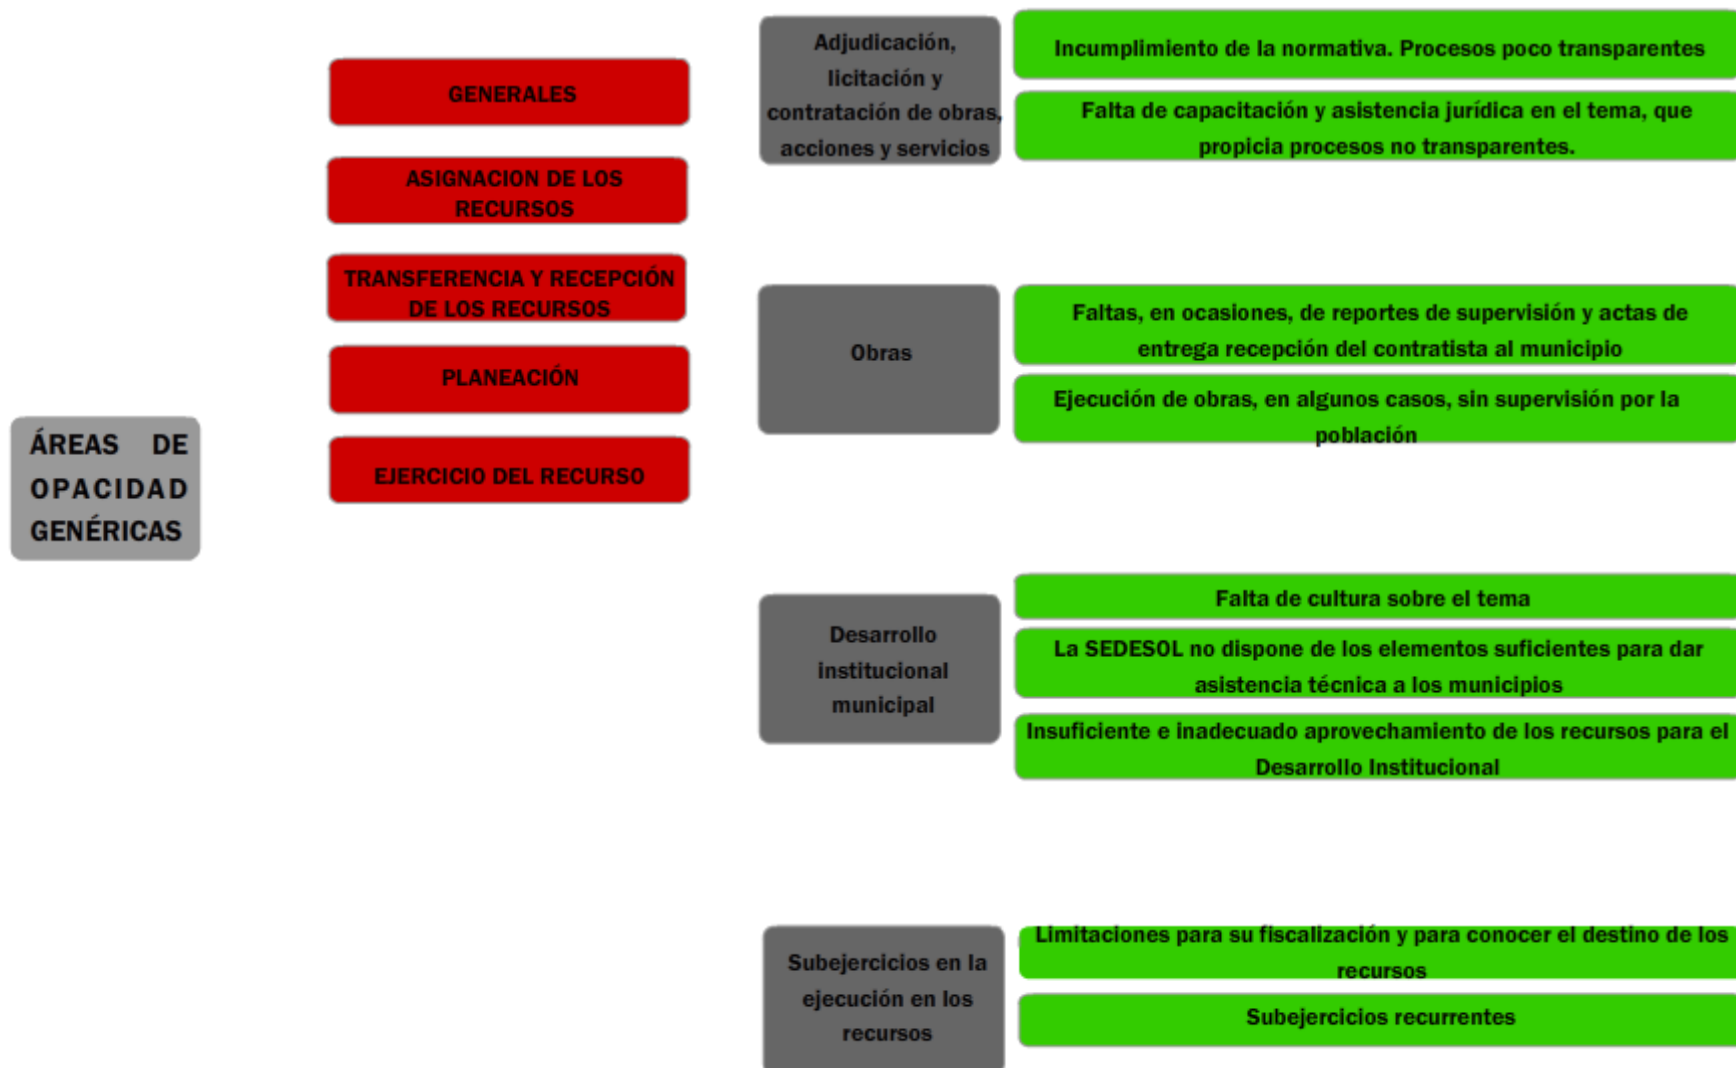 ÁREAS DE
OPACIDAD
GENÉRICAS
GENERALES
ASIGNACION DE LOS
RECURSOS
TRANSFERENCIA Y RECEPCIÓN
DE LOS RECURSOS
PLANEACIÓN
EJERCICIO DEL RECURSO
Adjudicación,
licitación y
contratación de obras,
acciones y servicios
Incumplimiento de la normativa. Procesos poco transparentes
Falta de capacitación y asistencia jurídica en el tema, que
propicia procesos no transparentes.
Obras
Faltas, en ocasiones, de reportes de supervisión y actas de
entrega recepción del contratista al municipio
Ejecución de obras, en algunos casos, sin supervisión por la
población
Desarrollo
institucional
municipal
Falta de cultura sobre el tema
La SEDESOL no dispone de los elementos suficientes para dar
asistencia técnica a los municipios
Insuficiente e inadecuado aprovechamiento de los recursos para el
Desarrollo Institucional
Subejercicios en la
ejecución en los
recursos
Limitaciones para su fiscalización y para conocer el destino de los
recursos
Subejercicios recurrentes